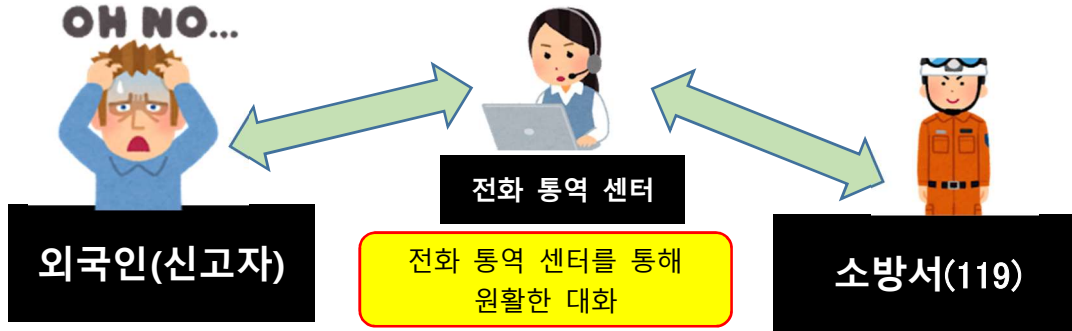 OH NO...
전화 통역 센터
외국인(신고자)
전화 통역 센터를 통해
원활한 대화
소방서(119)